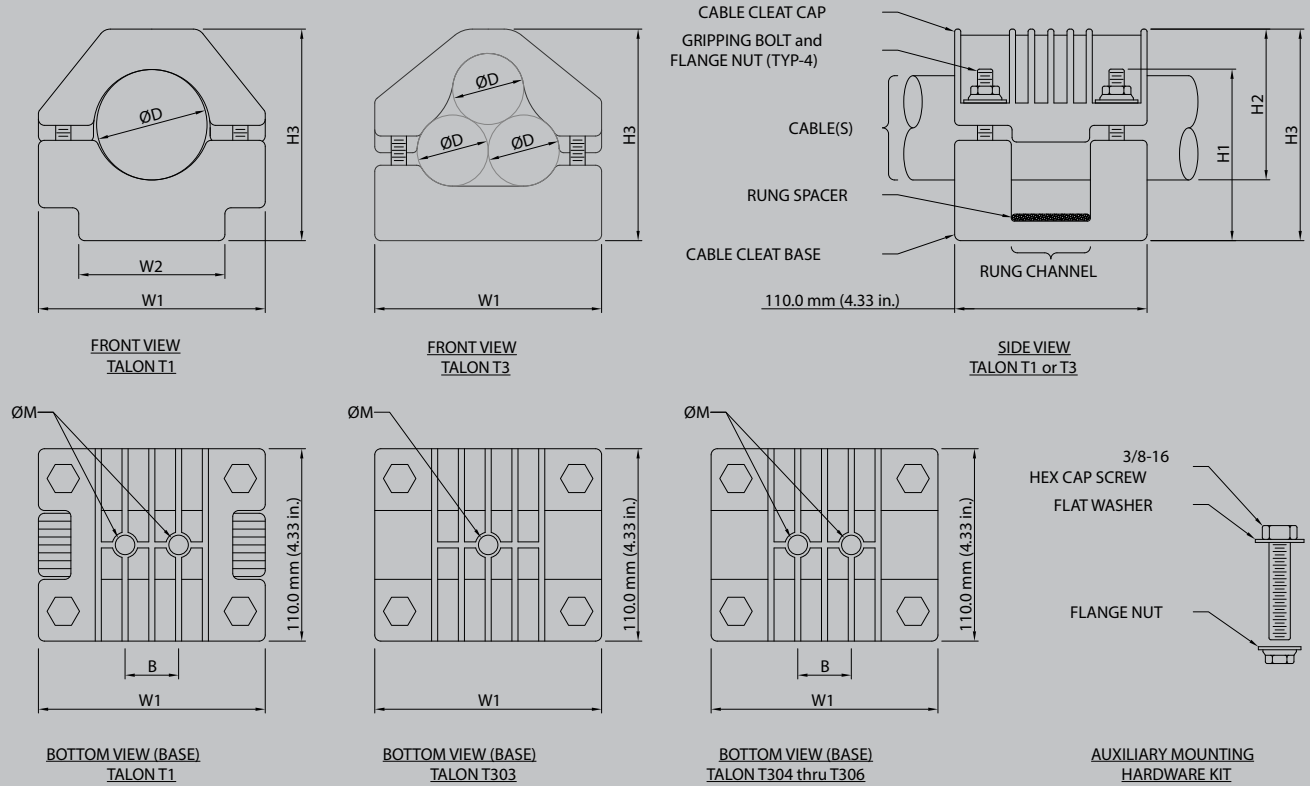 ØD
H3
W2
W1
FRONT VIEW
TALON T1
ØD
ØD
ØD
H3
W1
FRONT VIEW
TALON T3
CABLE CLEAT CAP
GRIPPING BOLT and
FLANGE NUT (TYP-4)
CABLE(S)
RUNG SPACER
CABLE CLEAT BASE
RUNG CHANNEL
110.0 mm (4.33 in.)
H1
H2
H3
SIDE VIEW
TALON T1 or T3
ØM
110.0 mm (4.33 in.)
B
W1
BOTTOM VIEW (BASE)
TALON T1
ØM
110.0 mm (4.33 in.)
W1
BOTTOM VIEW (BASE)
TALON T303
ØM
110.0 mm (4.33 in.)
B
W1
BOTTOM VIEW (BASE)
TALON T304 thru T306
3/8-16
HEX CAP SCREW
FLAT WASHER
FLANGE NUT
AUXILIARY MOUNTING
HARDWARE KIT